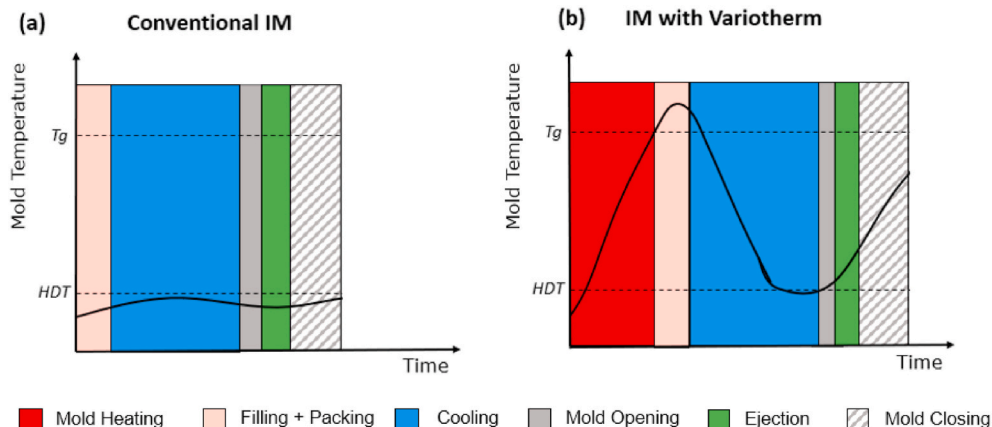 (a)
Conventional IM
Mold Temperature
Tg
HDT
Time
(b)
IM with Variotherm
Mold Temperature
Tg
HDT
Time
Mold Heating
Filling + Packing
Cooling
Mold Opening
Ejection
Mold Closing